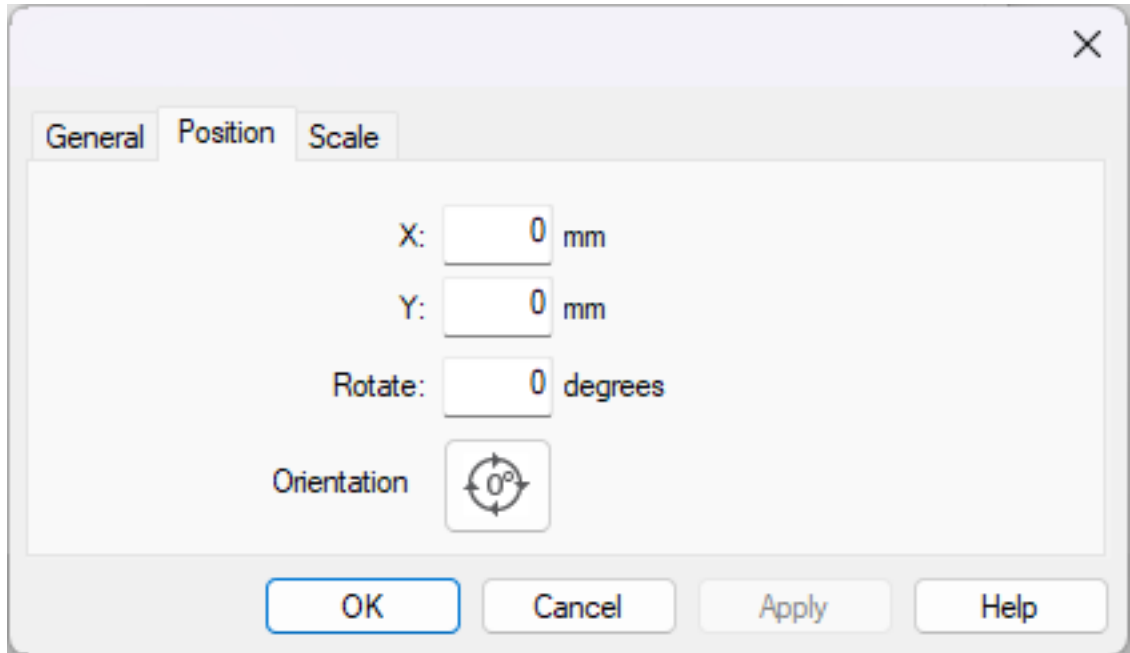 General Position Scale
X: 0 mm
Y: 0 mm
Rotate: 0 degrees
Orientation 0°
OK Cancel Apply Help